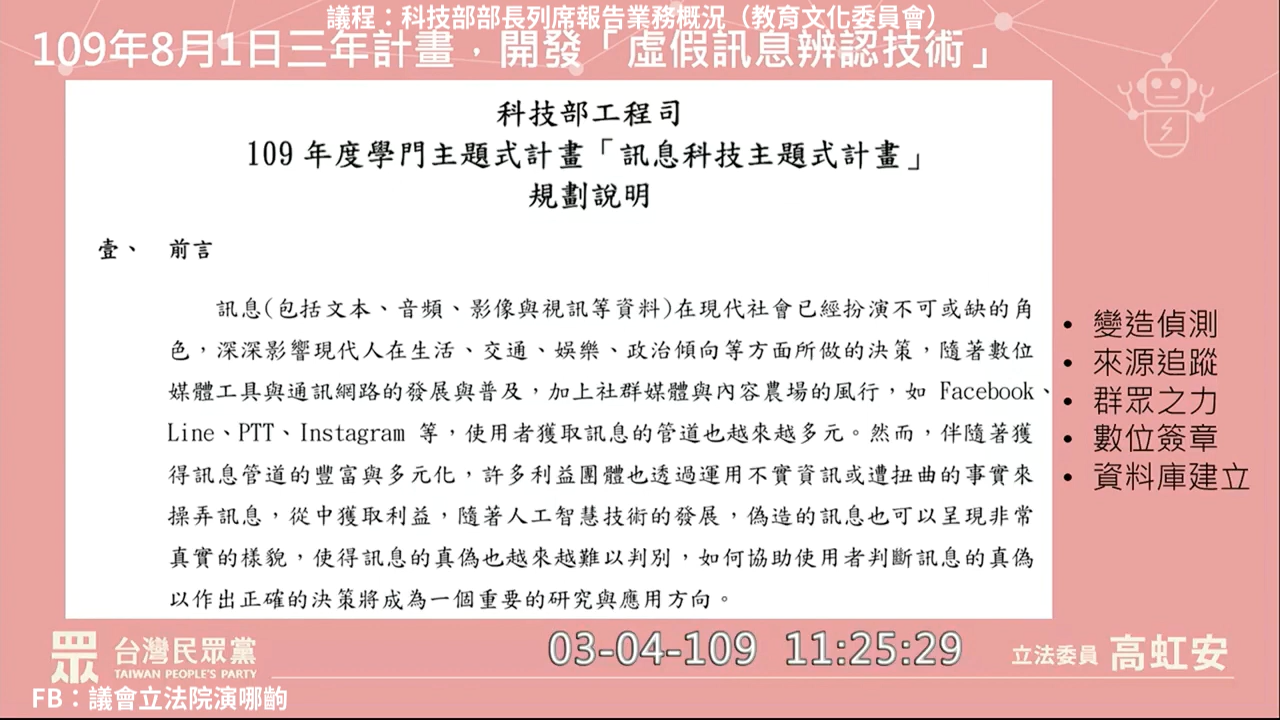 議程：科技部部長列席報告業務概況（教育文化委員會）
109年8月1日三年計畫，開發「虛假訊息辨認技術」
科技部工程司
109 年度學門主題式計畫「訊息科技主題式計畫」
規劃說明
壹、 前言
訊息(包括文本、音頻、影像與視訊等資料)在現代社會已經扮演不可或缺的角
色，深深影響現代人在生活、交通、娛樂、政治傾向等方面所做的決策，隨著數位
媒體工具與通訊網路的發展與普及，加上社群媒體與內容農場的風行，如 Facebook、
Line、PTT、Instagram 等，使用者獲取訊息的管道也越來越多元。然而，伴隨著獲
得訊息管道的豐富與多元化，許多利益團體也透過運用不實資訊或遭扭曲的事實來
操弄訊息，從中獲取利益，隨著人工智慧技術的發展，偽造的訊息也可以呈現非常
真實的樣貌，使得訊息的真偽也越來越難以判別，如何協助使用者判斷訊息的真偽
以作出正確的決策將成為一個重要的研究與應用方向。
• 變造偵測
• 來源追蹤
• 群眾之力
• 數位簽章
• 資料庫建立
眾 台灣民眾黨
TAIWAN PEOPLE'S PARTY
03-04-109 11:25:29
立法委員 高虹安
FB：議會立法院演哪齣